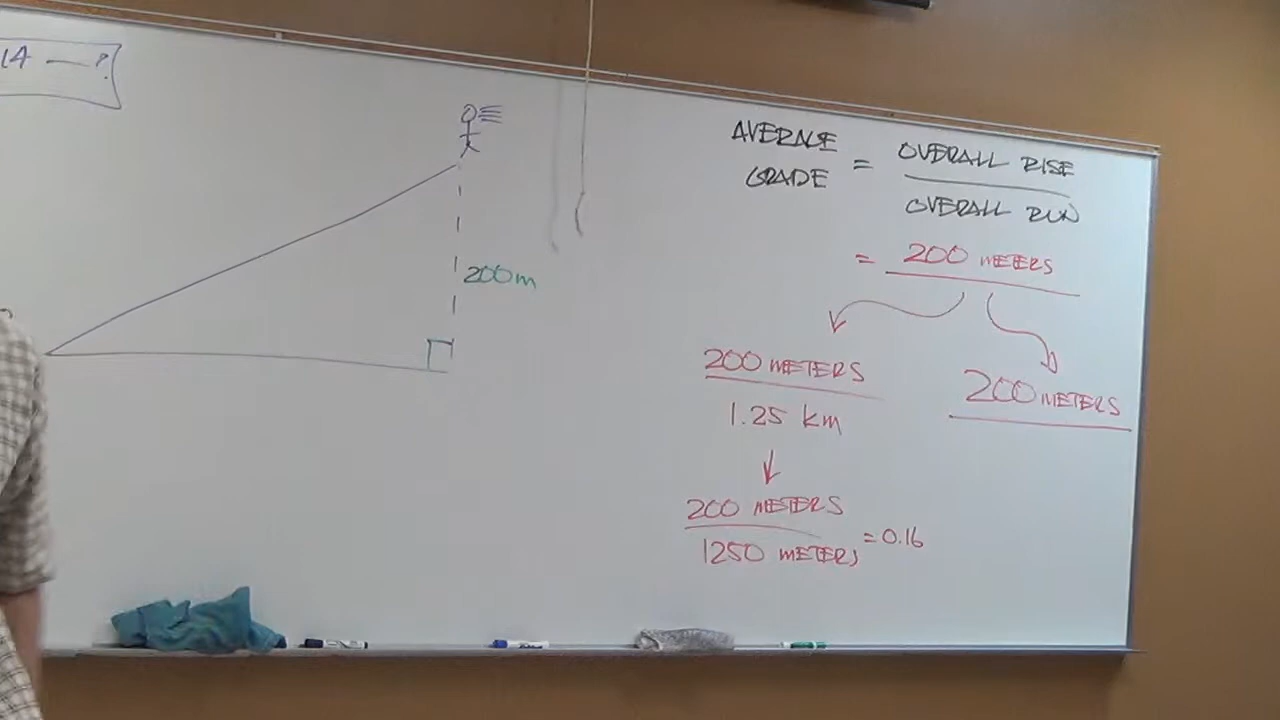 14 — ?
200m
AVERAGE
GRADE
=
OVERALL RISE
OVERALL RUN
= 200 METERS
200 METERS
1.25 km
200 METERS
200 METERS
1250 METERS
= 0.16